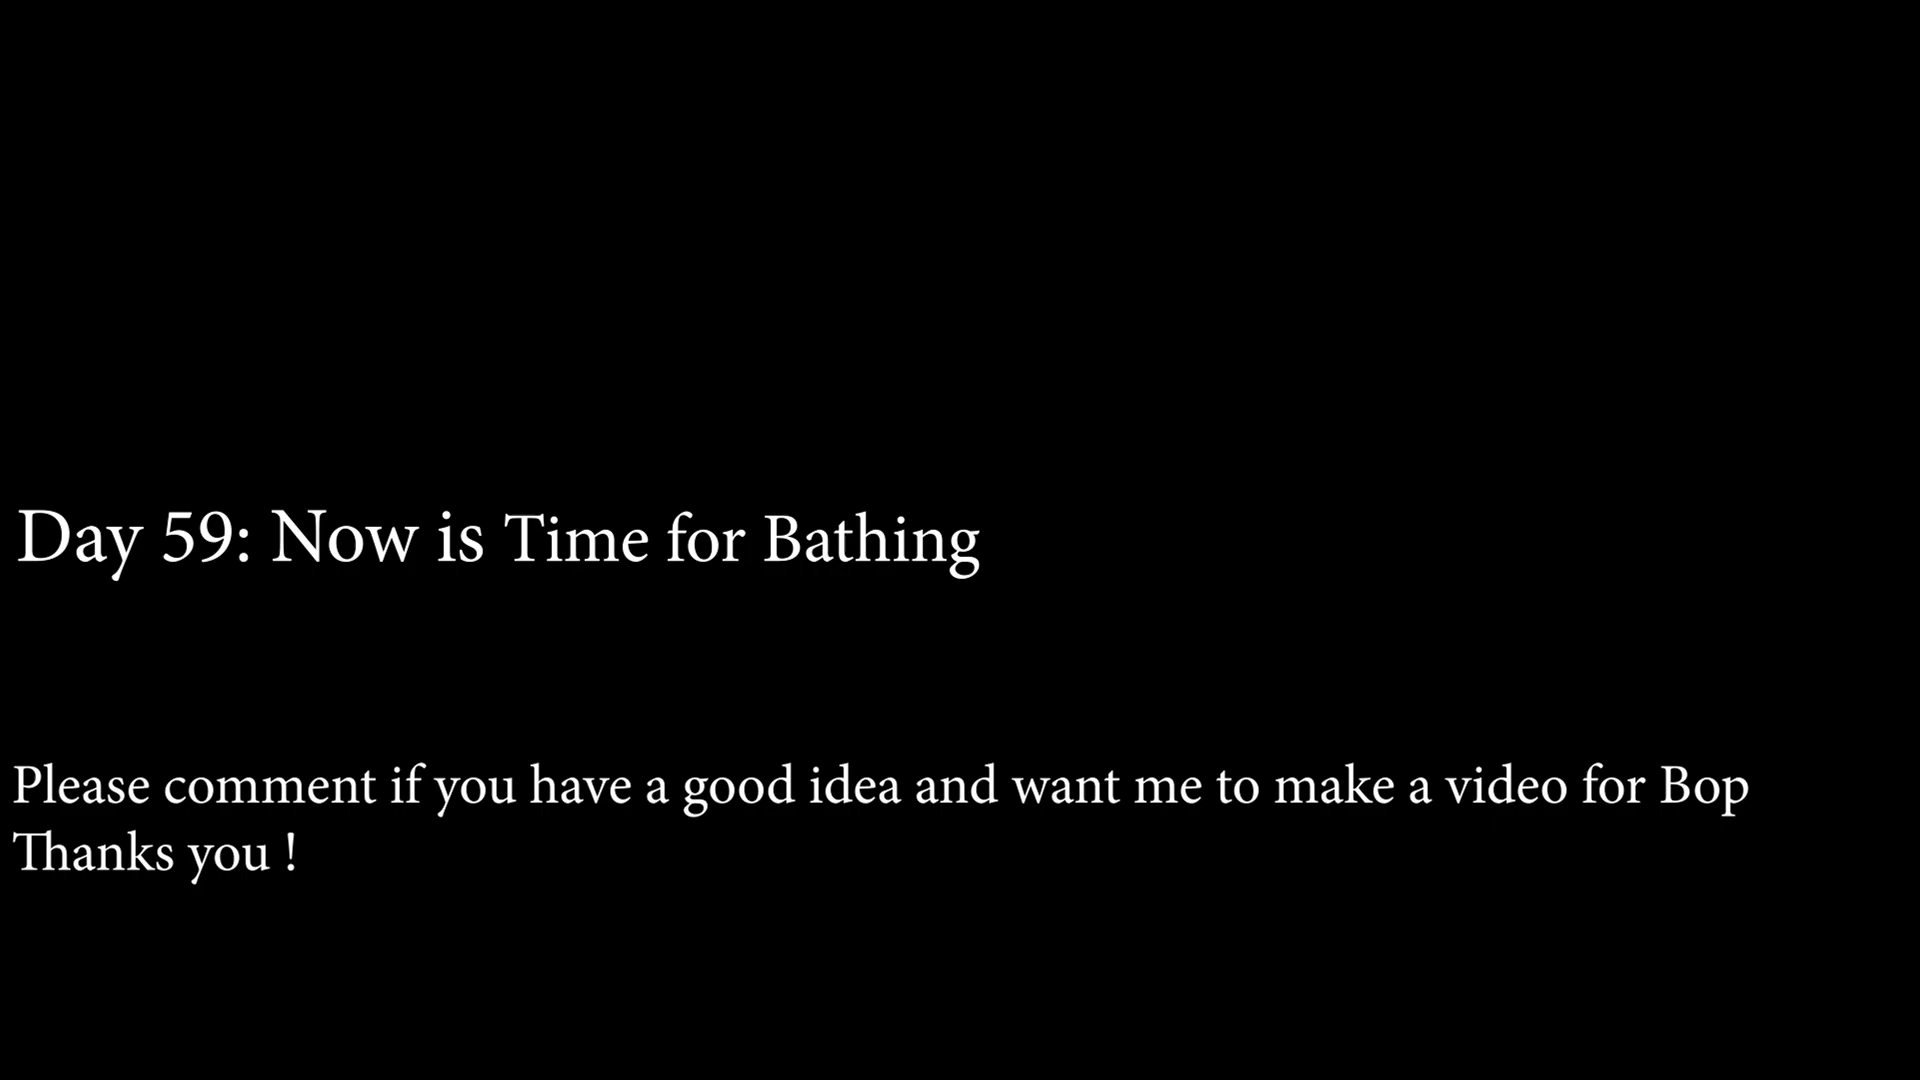 Day 59: Now is Time for Bathing
Please comment if you have a good idea and want me to make a video for Bop
Thanks you !